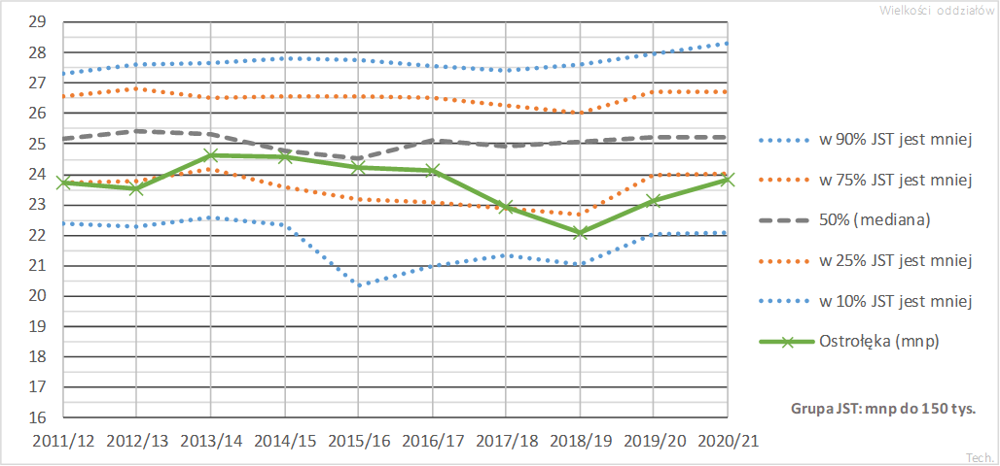 Wielkości oddziałów
29
28
27
26
25
24
23
22
21
20
19
18
17
16
2011/12 2012/13 2013/14 2014/15 2015/16 2016/17 2017/18 2018/19 2019/20 2020/21
w 90% JST jest mniej
w 75% JST jest mniej
50% (mediana)
w 25% JST jest mniej
w 10% JST jest mniej
Ostrołęka (mnp)
Grupa JST: mnp do 150 tys.
Tech.